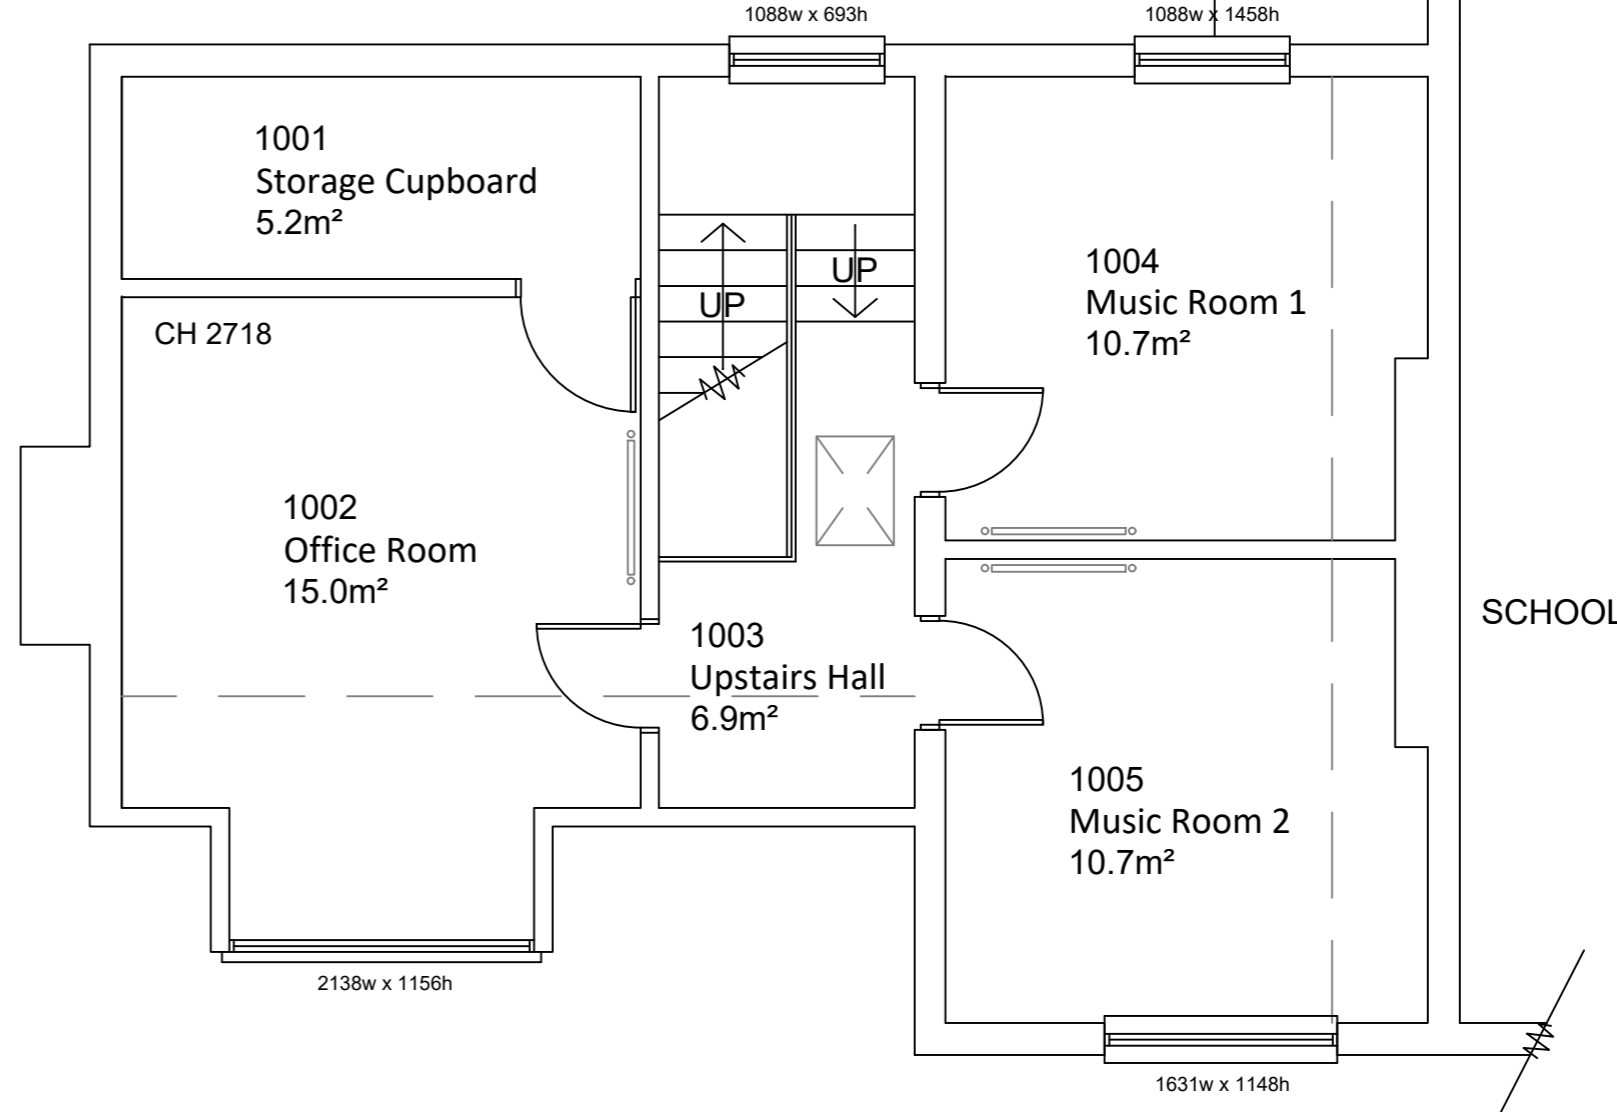 1088w x 693h
1088w x 1458h
1001
Storage Cupboard
5.2m²
1004
Music Room 1
10.7m²
UP
UP
CH 2718
1002
Office Room
15.0m²
1003
Upstairs Hall
6.9m²
SCHOOL
1005
Music Room 2
10.7m²
2138w x 1156h
1631w x 1148h